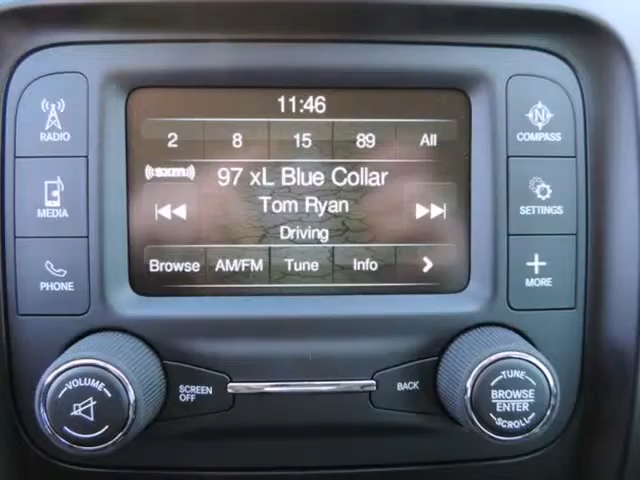 11:46
2 8 15 89 All
((sxm))
97 xL Blue Collar
Tom Ryan
Driving
Browse AM/FM Tune Info
RADIO
MEDIA
PHONE
N
COMPASS
SETTINGS
MORE
VOLUME
SCREEN
OFF
BACK
TUNE
BROWSE
ENTER
SCROLL